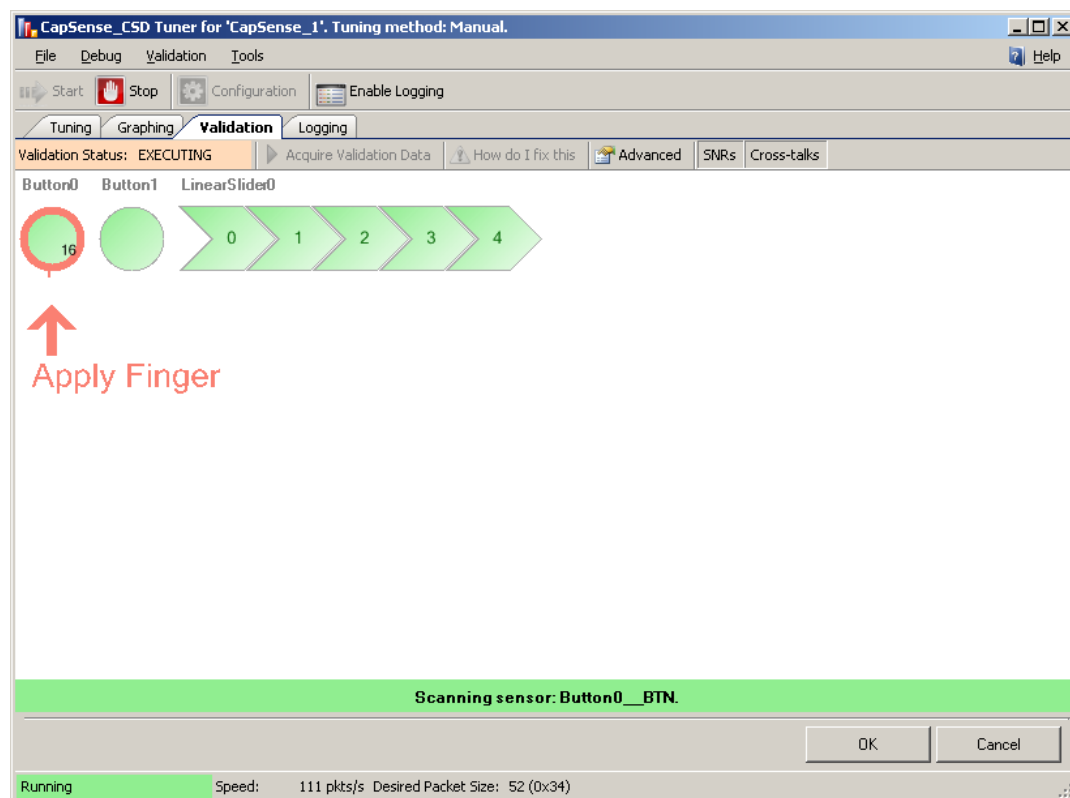 CapSense_CSD Tuner for 'CapSense_1'. Tuning method: Manual.
File Debug Validation Tools Help
Start Stop Configuration Enable Logging
Tuning Graphing Validation Logging
Validation Status: EXECUTING Acquire Validation Data How do I fix this Advanced SNRs Cross-talks
Button0 Button1 LinearSlider0
16 0 1 2 3 4
Apply Finger
Scanning sensor: Button0__BTN.
OK Cancel
Running Speed: 111 pkts/s Desired Packet Size: 52 (0x34)